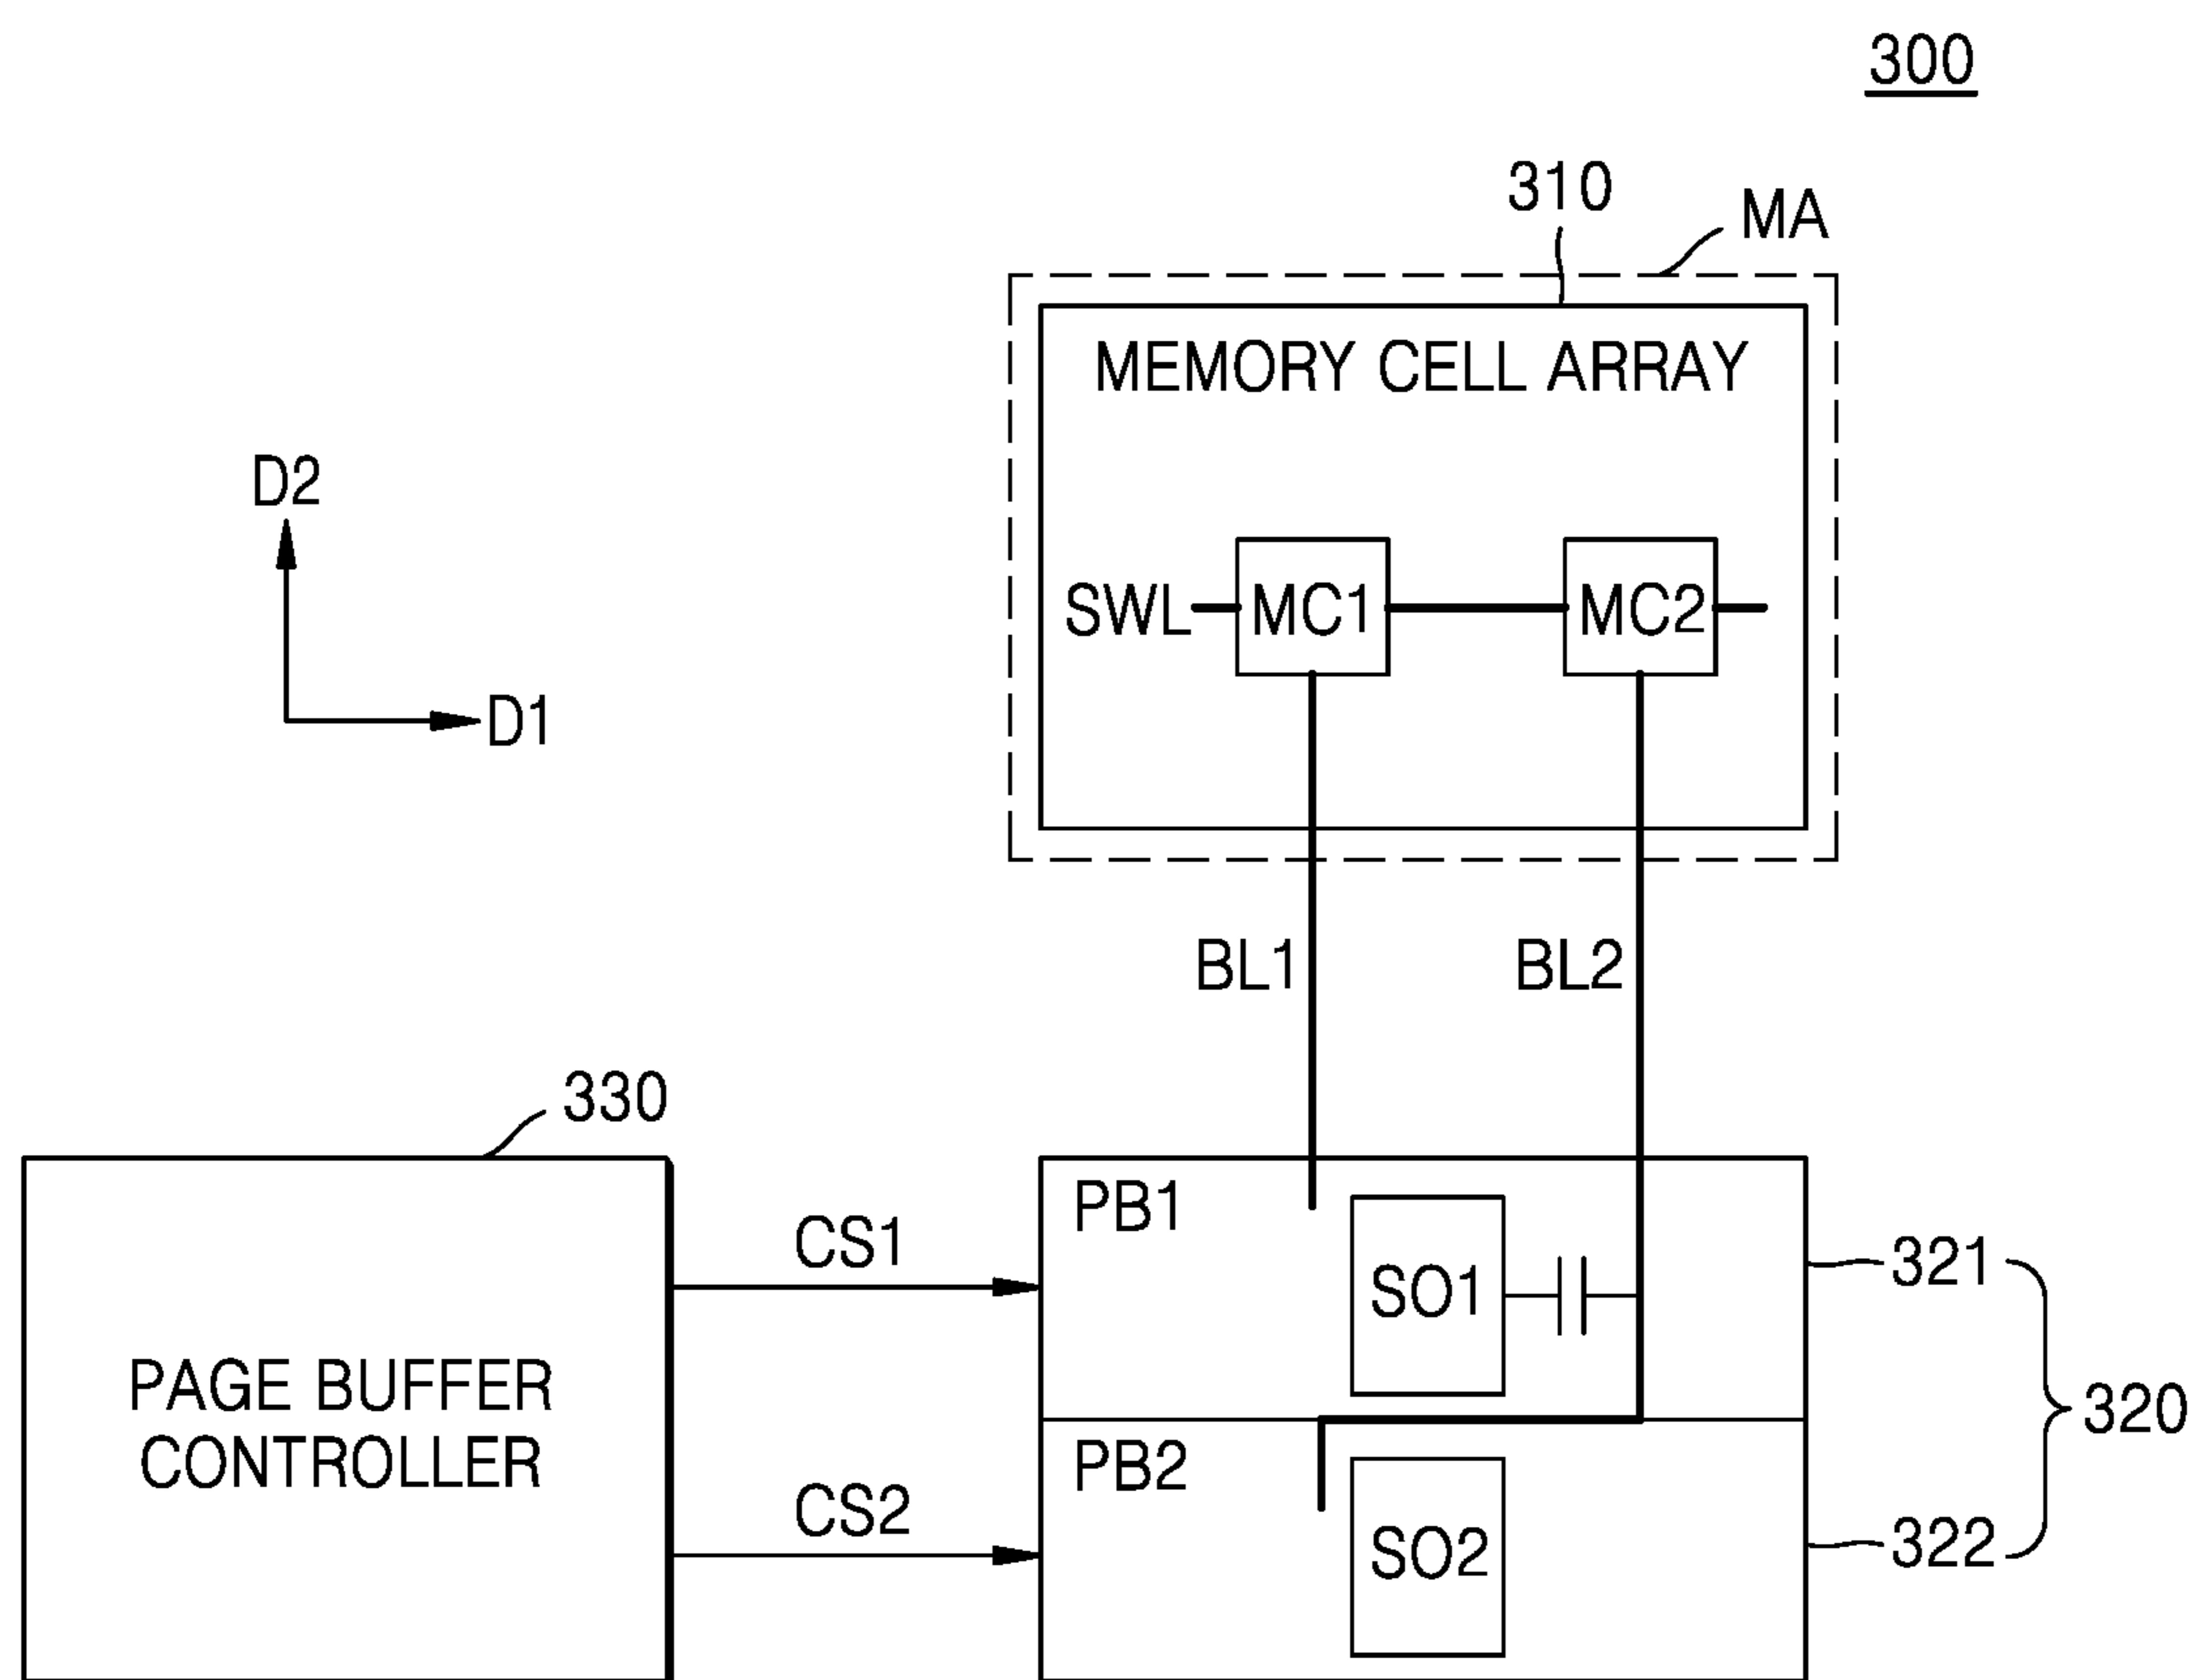 300
310
MA
MEMORY CELL ARRAY
D2
SWL
MC1
MC2
D1
BL1
BL2
330
PB1
CS1
SO1
321
PAGE BUFFER
CONTROLLER
320
PB2
CS2
SO2
322